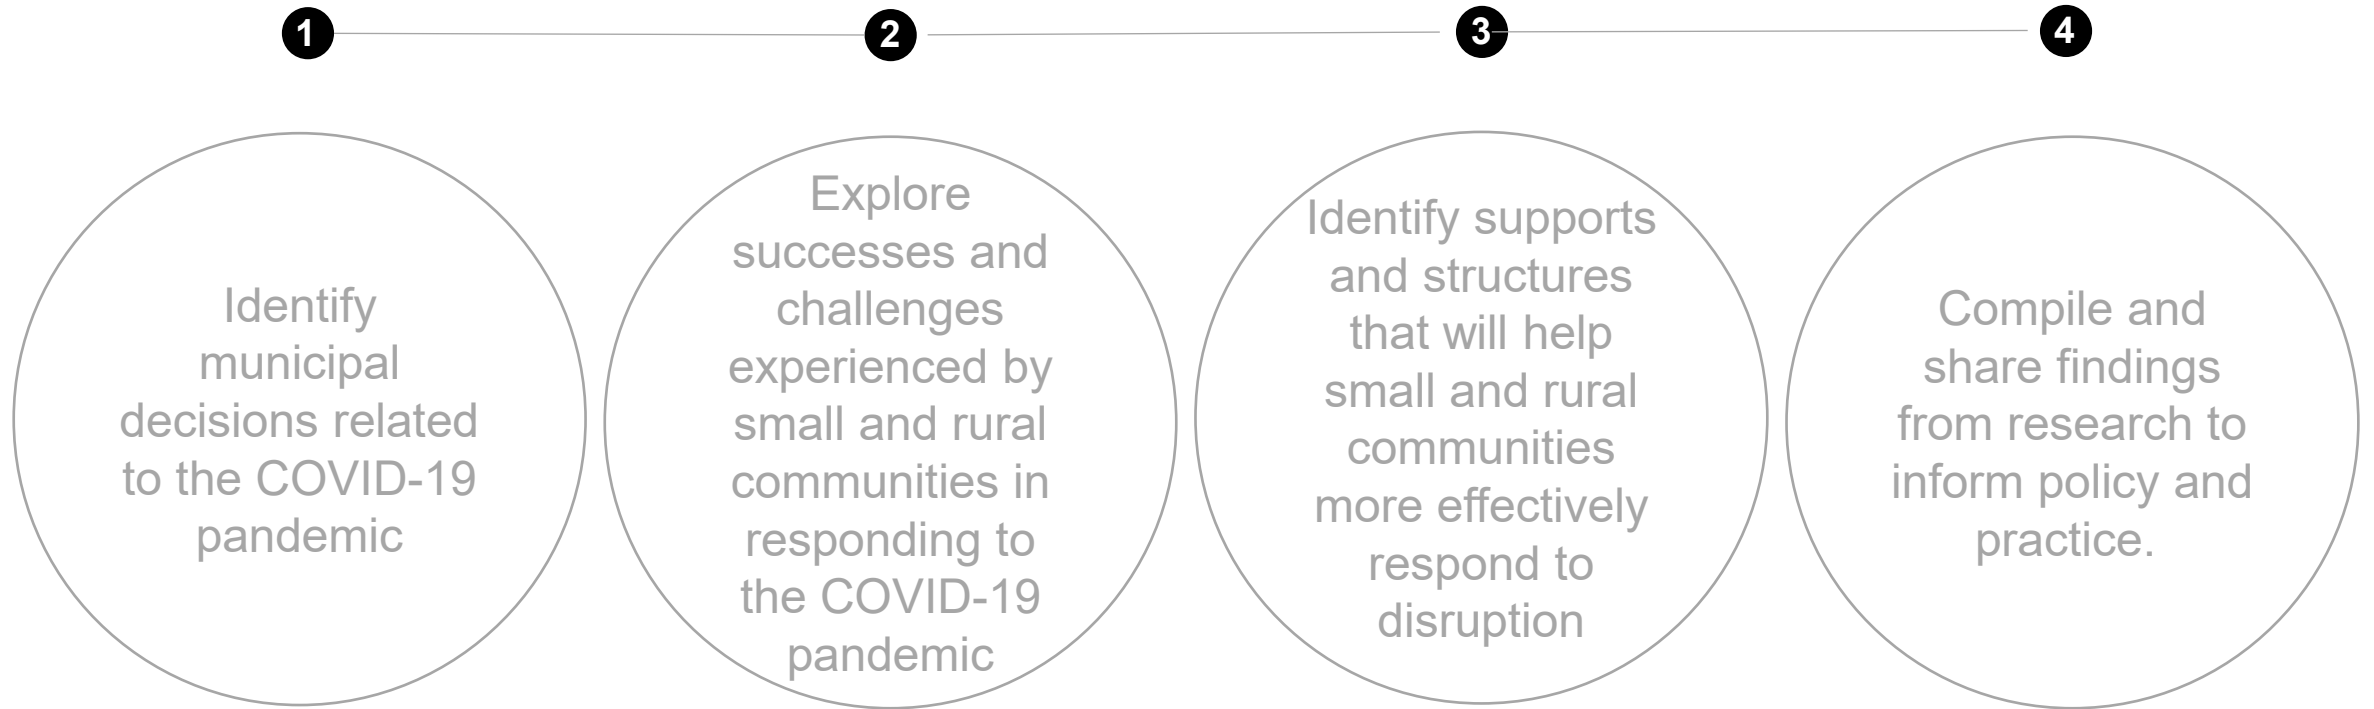 1
2
3
4
Identify
municipal
decisions related
to the COVID-19
pandemic
Explore
successes and
challenges
experienced by
small and rural
communities in
responding to
the COVID-19
pandemic
Identify supports
and structures
that will help
small and rural
communities
more effectively
respond to
disruption
Compile and
share findings
from research to
inform policy and
practice.